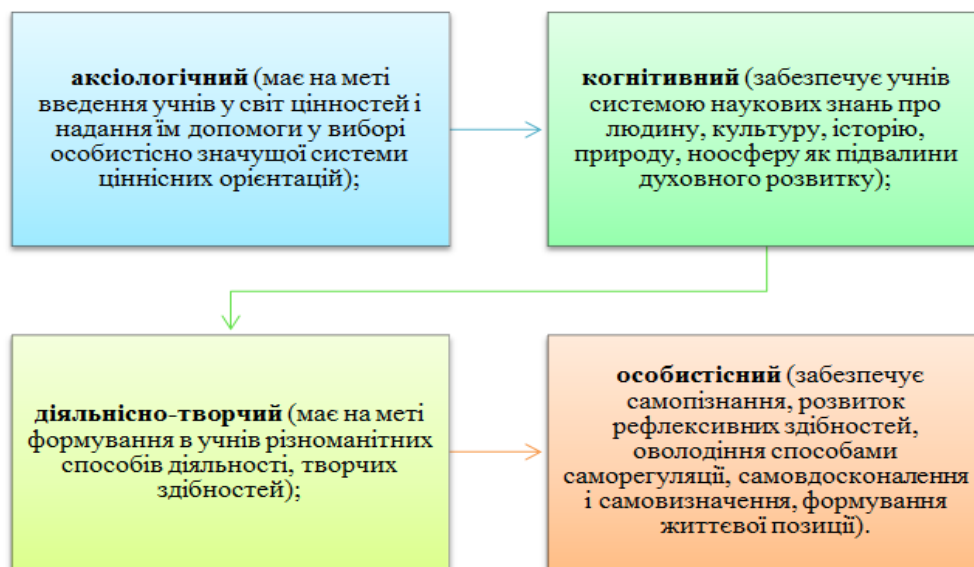 аксіологічний (має на меті
введення учнів у світ цінностей і
надання їм допомоги у виборі
особистісно значущої системи
ціннісних орієнтацій);
когнітивний (забезпечує учнів
системою наукових знань про
людину, культуру, історію,
природу, ноосферу як підвалини
духовного розвитку);
діяльнісно-творчий (має на меті
формування в учнів різноманітних
способів діяльності, творчих
здібностей);
особистісний (забезпечує
самопізнання, розвиток
рефлексивних здібностей,
оволодіння способами
саморегуляції, самовдосконалення
і самовизначення, формування
життєвої позиції).